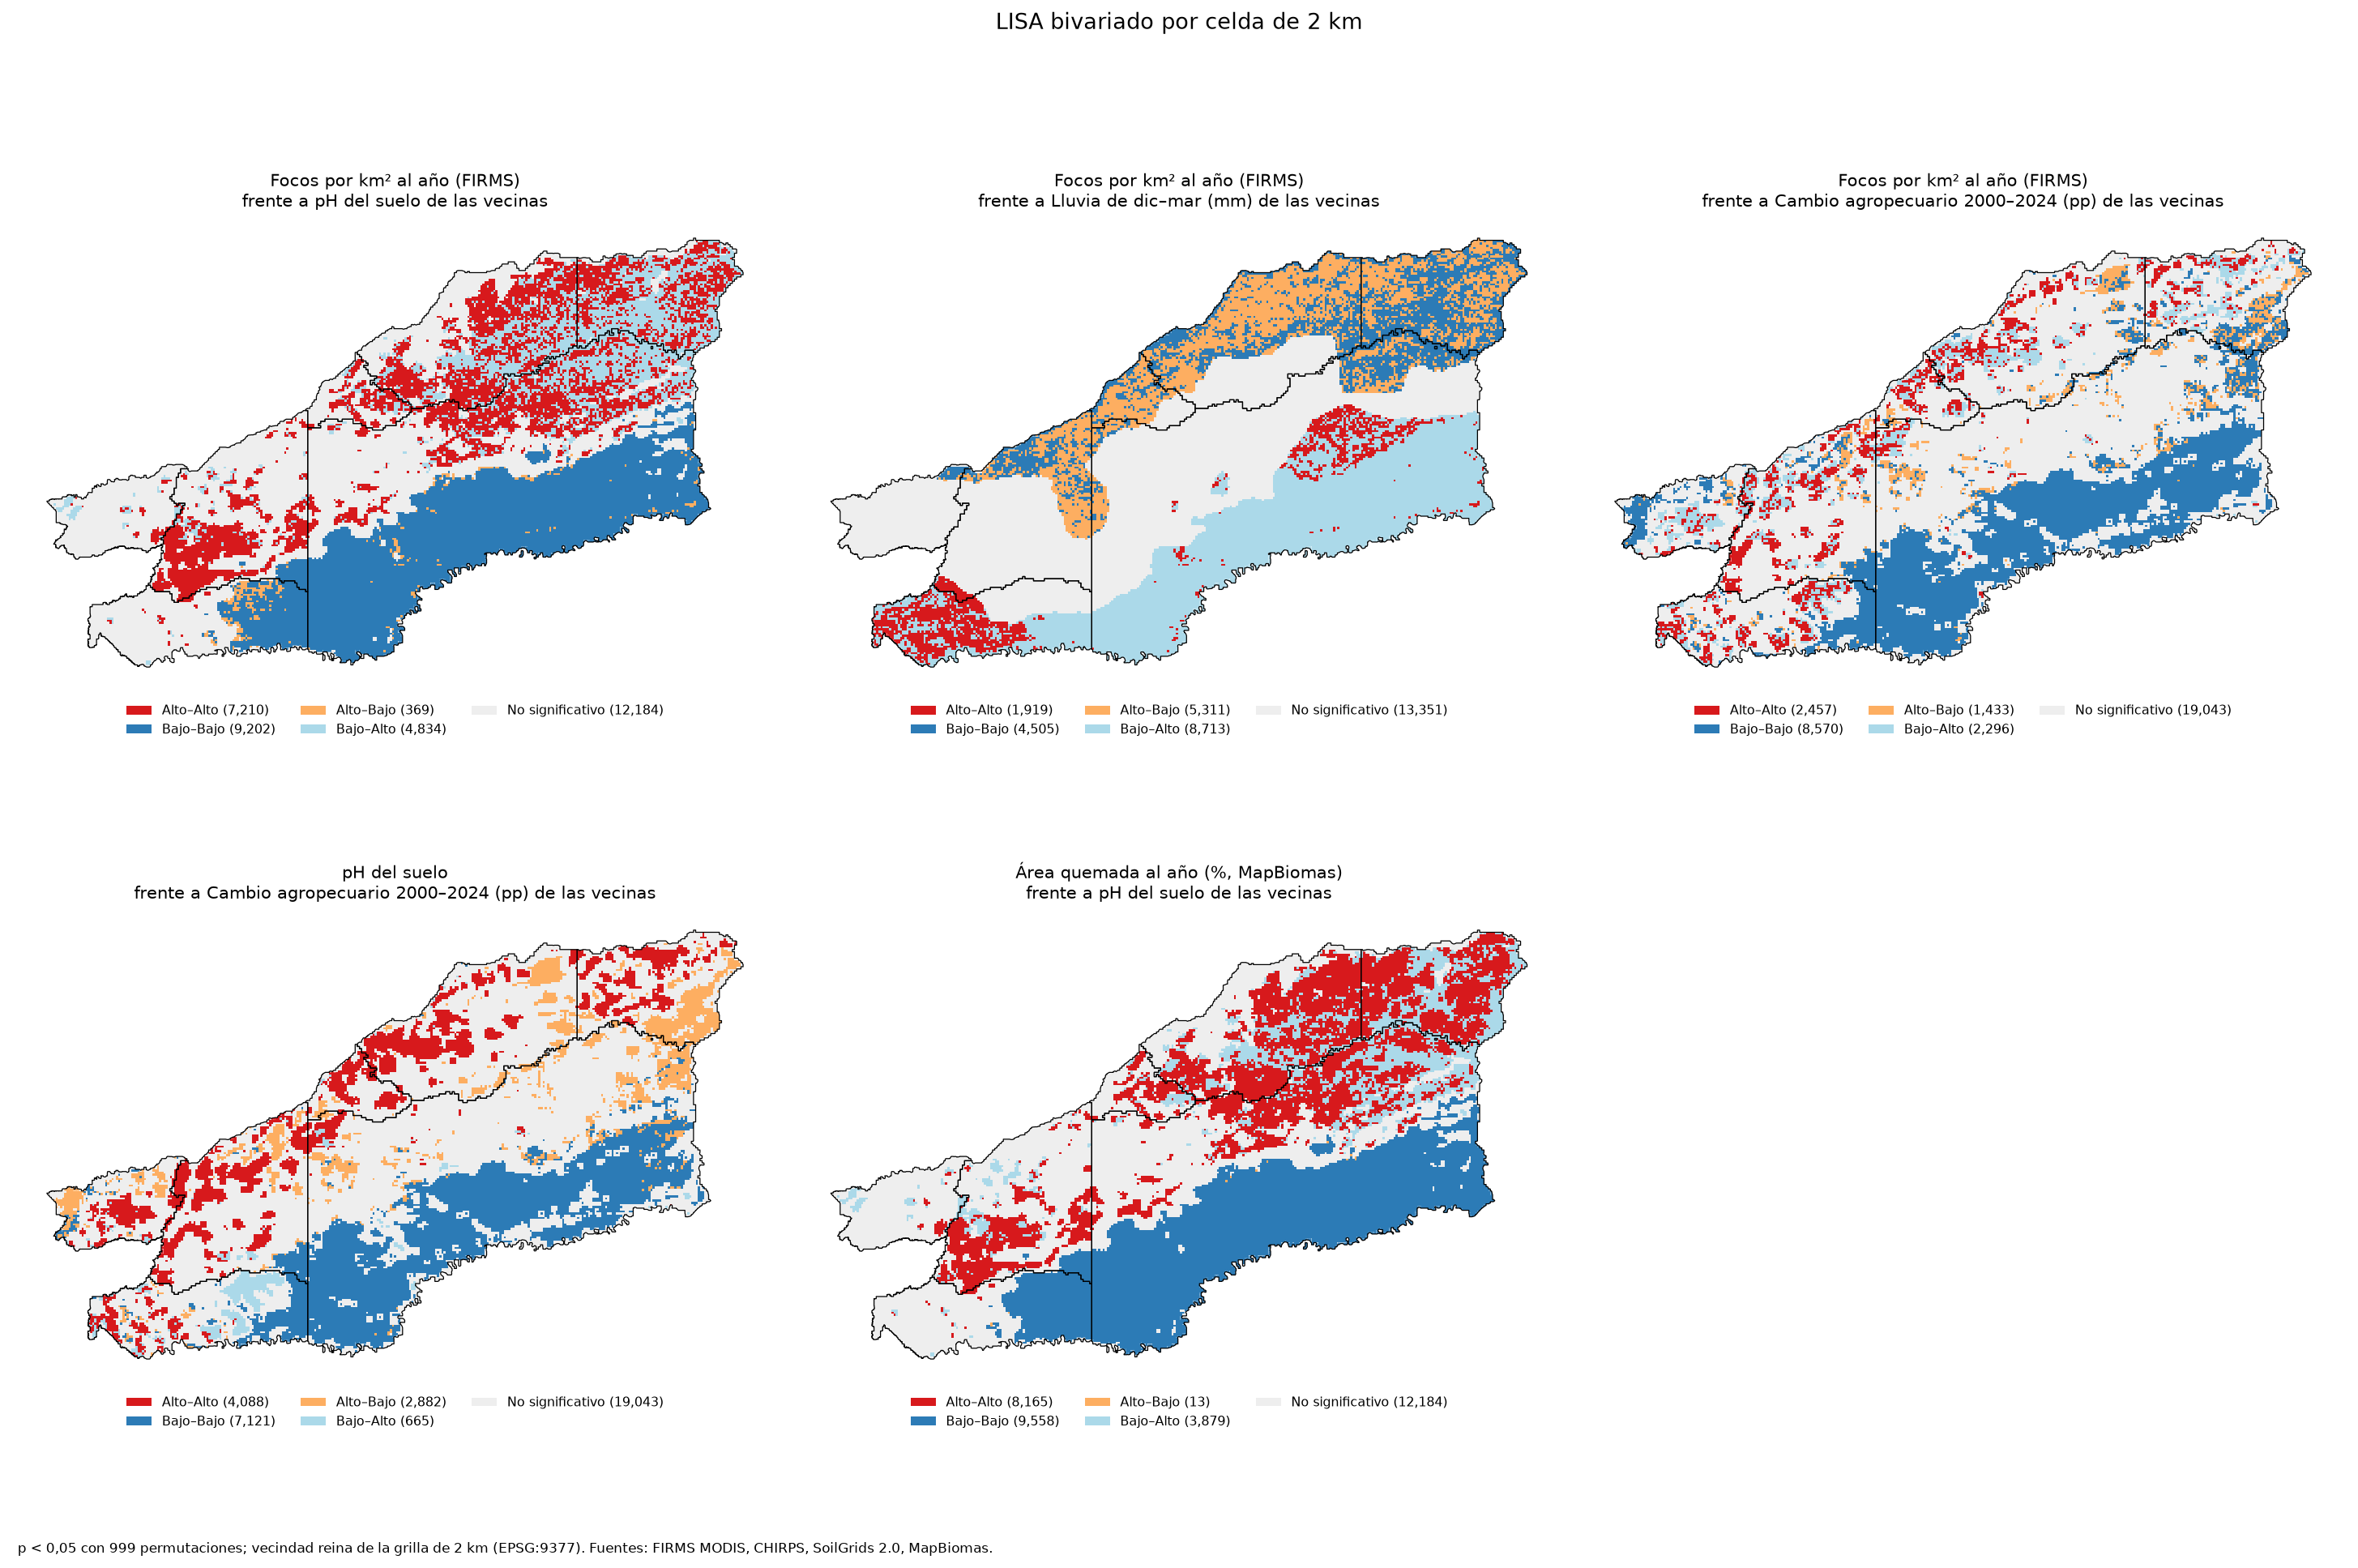 LISA bivariado por celda de 2 km
Focos por km² al año (FIRMS)
frente a pH del suelo de las vecinas
Alto–Alto (7,210)
Alto–Bajo (369)
No significativo (12,184)
Bajo–Bajo (9,202)
Bajo–Alto (4,834)
Focos por km² al año (FIRMS)
frente a Lluvia de dic–mar (mm) de las vecinas
Alto–Alto (1,919)
Alto–Bajo (5,311)
No significativo (13,351)
Bajo–Bajo (4,505)
Bajo–Alto (8,713)
Focos por km² al año (FIRMS)
frente a Cambio agropecuario 2000–2024 (pp) de las vecinas
Alto–Alto (2,457)
Alto–Bajo (1,433)
No significativo (19,043)
Bajo–Bajo (8,570)
Bajo–Alto (2,296)
pH del suelo
frente a Cambio agropecuario 2000–2024 (pp) de las vecinas
Alto–Alto (4,088)
Alto–Bajo (2,882)
No significativo (19,043)
Bajo–Bajo (7,121)
Bajo–Alto (665)
Área quemada al año (%, MapBiomas)
frente a pH del suelo de las vecinas
Alto–Alto (8,165)
Alto–Bajo (13)
No significativo (12,184)
Bajo–Bajo (9,558)
Bajo–Alto (3,879)
p < 0,05 con 999 permutaciones; vecindad reina de la grilla de 2 km (EPSG:9377). Fuentes: FIRMS MODIS, CHIRPS, SoilGrids 2.0, MapBiomas.